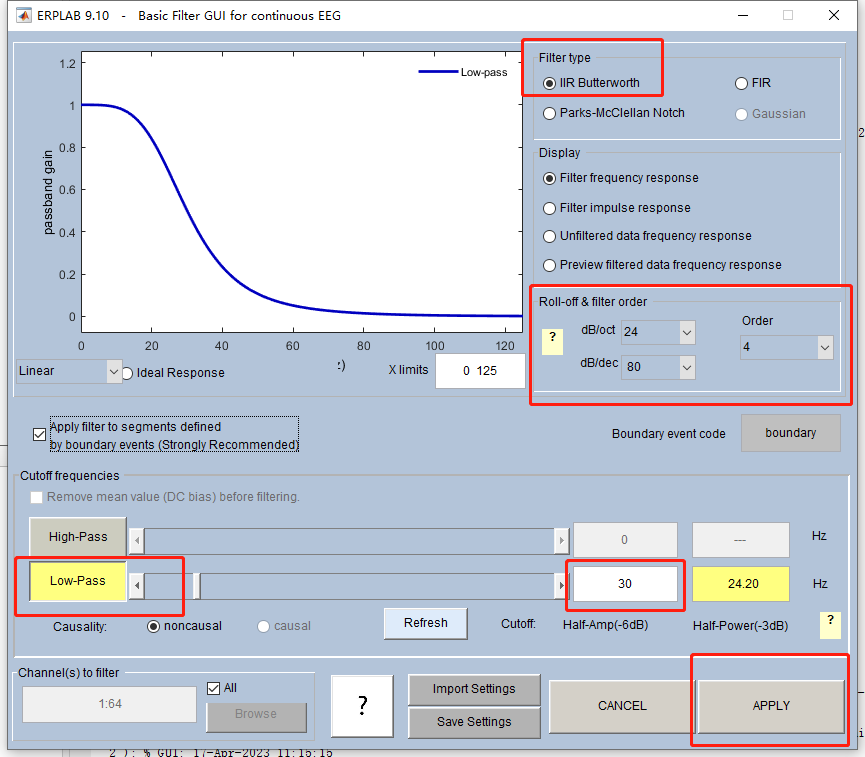 ERPLAB 9.10 - Basic Filter GUI for continuous EEG
1.2
1
0.8
0.6
0.4
0.2
0
passband gain
Low-pass
0 20 40 60 80 100 120
z)
Linear
Ideal Response
X limits
0 125
Filter type
IIR Butterworth
FIR
Parks-McClellan Notch
Gaussian
Display
Filter frequency response
Filter impulse response
Unfiltered data frequency response
Preview filtered data frequency response
Roll-off & filter order
?
dB/oct
24
dB/dec
80
Order
4
Apply filter to segments defined
by boundary events (Strongly Recommended)
Boundary event code
boundary
Cutoff frequencies
Remove mean value (DC bias) before filtering.
High-Pass
0
---
Hz
Low-Pass
30
24.20
Hz
Causality:
noncausal
causal
Refresh
Cutoff:
Half-Amp(-6dB)
Half-Power(-3dB)
?
Channel(s) to filter
1:64
All
Browse
?
Import Settings
Save Settings
CANCEL
APPLY
2 ); % GUI: 17-Apr-2023 11:15:15